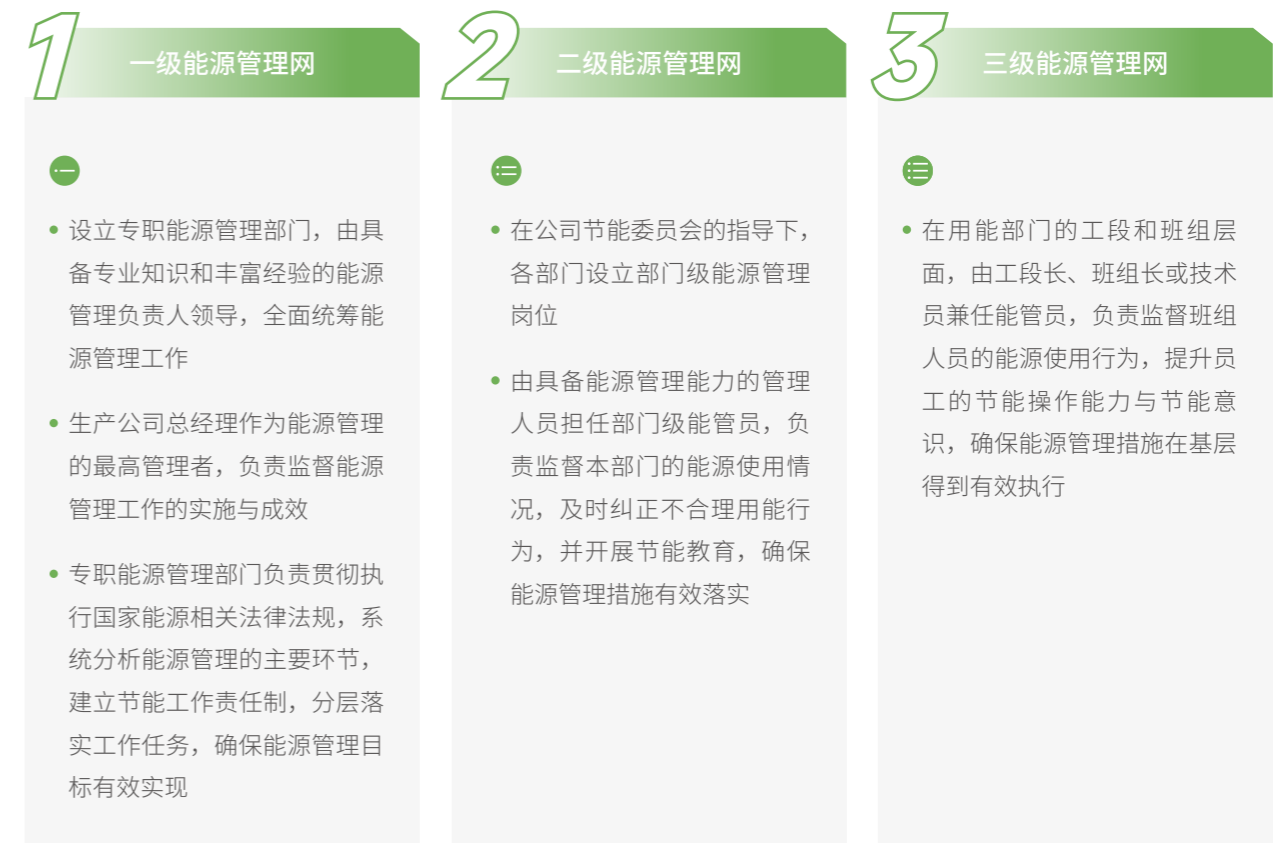 1
一级能源管理网
设立专职能源管理部门，由具
备专业知识和丰富经验的能源
管理负责人领导，全面统筹能
源管理工作
生产公司总经理作为能源管理
的最高管理者，负责监督能源
管理工作的实施与成效
专职能源管理部门负责贯彻执
行国家能源相关法律法规，系
统分析能源管理的主要环节，
建立节能工作责任制，分层落
实工作任务，确保能源管理目
标有效实现
2
二级能源管理网
在公司节能委员会的指导下，
各部门设立部门级能源管理
岗位
由具备能源管理能力的管理
人员担任部门级能管员，负
责监督本部门的能源使用情
况，及时纠正不合理用能行
为，并开展节能教育，确保
能源管理措施有效落实
3
三级能源管理网
在用能部门的工段和班组层
面，由工段长、班组长或技术
员兼任能管员，负责监督班组
人员的能源使用行为，提升员
工的节能操作能力与节能意
识，确保能源管理措施在基层
得到有效执行